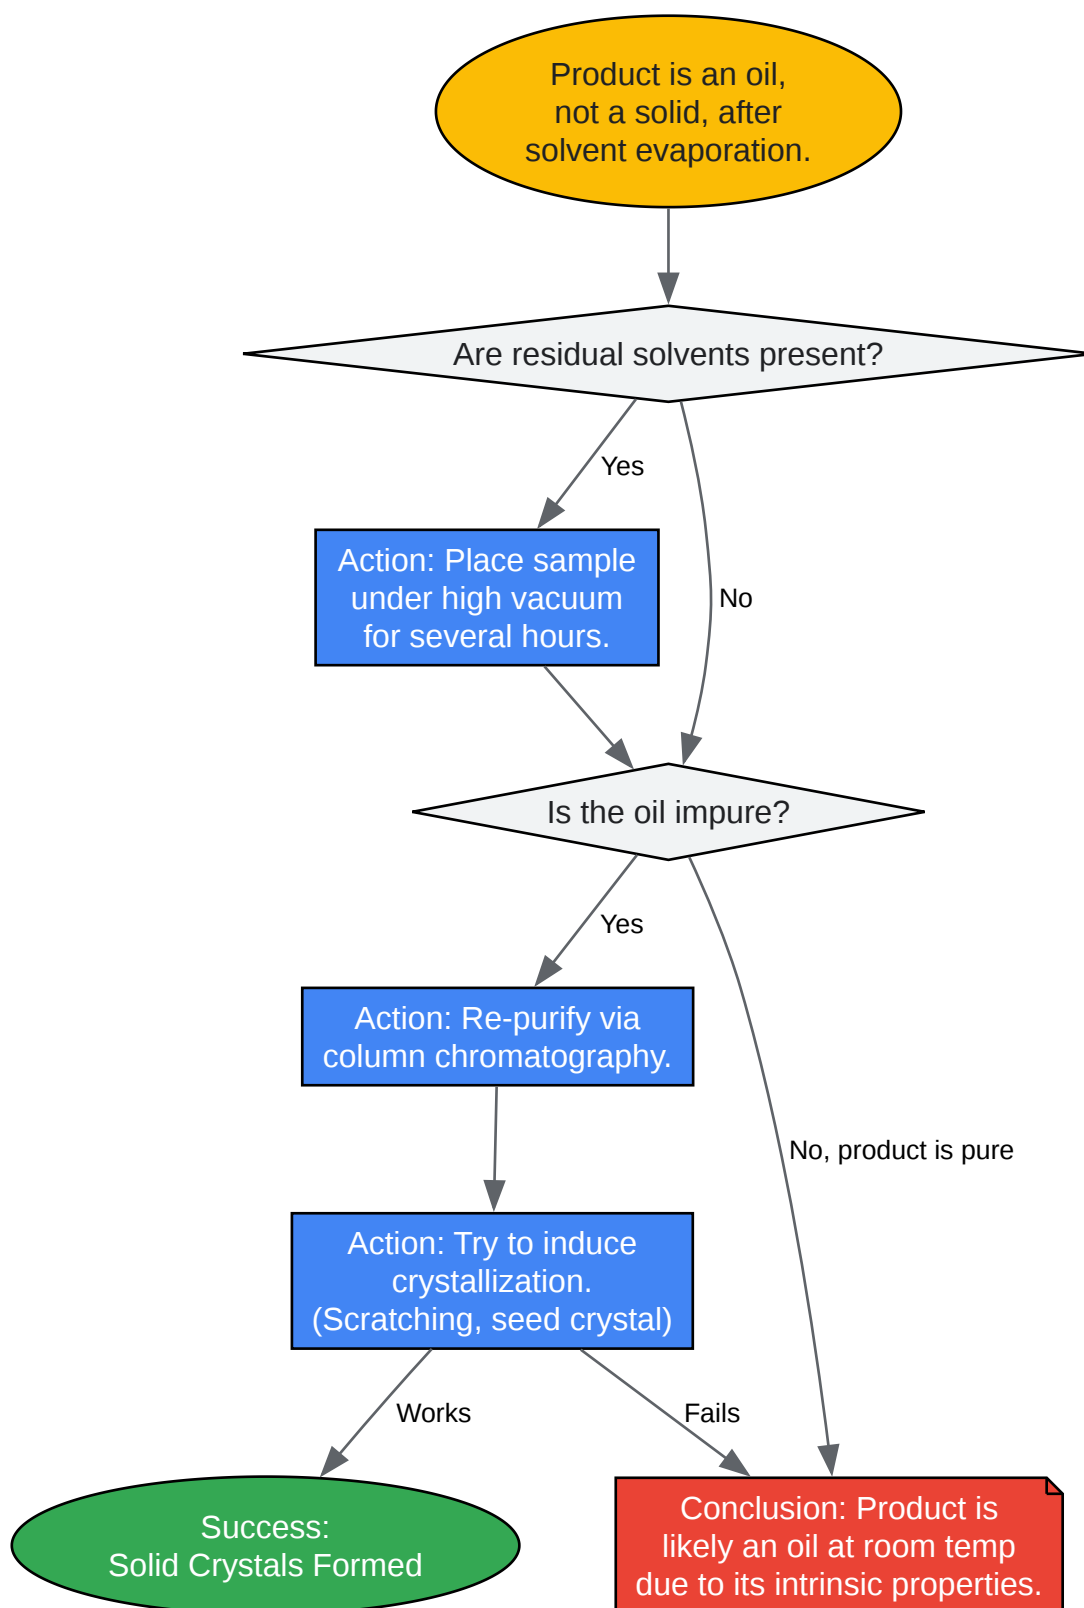 Product is an oil,
not a solid, after
solvent evaporation.
Are residual solvents present?
Yes
Action: Place sample
under high vacuum
for several hours.
No
Is the oil impure?
Yes
Action: Re-purify via
column chromatography.
No, product is pure
Action: Try to induce
crystallization.
(Scratching, seed crystal)
Works
Fails
Success:
Solid Crystals Formed
Conclusion: Product is
likely an oil at room temp
due to its intrinsic properties.